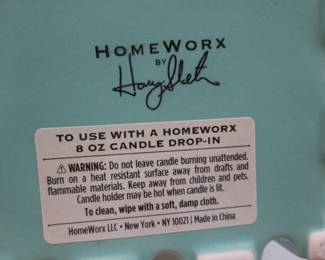 HOMEWORX
BY
Harry Slatkin
TO USE WITH A HOMEWORX
8 OZ CANDLE DROP-IN
⚠WARNING: Do not leave candle burning unattended.
Burn on a heat resistant surface away from drafts and
flammable materials. Keep away from children and pets.
Candle holder may be hot when candle is lit.
To clean, wipe with a soft, damp cloth.
HomeWorx LLC • New York • NY 10021 | Made in China